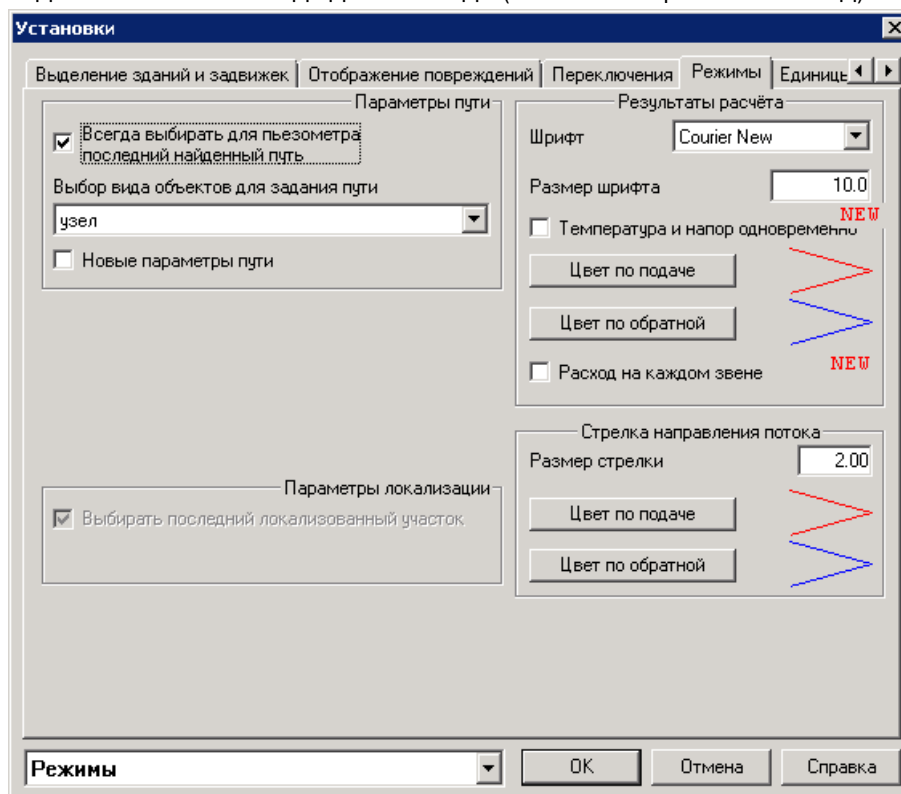 Установки
Выделение зданий и задвижек
Отображение повреждений
Переключения
Режимы
Единицы
Параметры пути
Всегда выбирать для пьезометра
последний найденный путь
Выбор вида объектов для задания пути
узел
Новые параметры пути
Параметры локализации
Выбирать последний локализованный участок
Результаты расчёта
Шрифт
Courier New
Размер шрифта
10.0
NEW
Температура и напор одновременно
Цвет по подаче
Цвет по обратной
Расход на каждом звене
NEW
Стрелка направления потока
Размер стрелки
2.00
Цвет по подаче
Цвет по обратной
Режимы
OK
Отмена
Справка